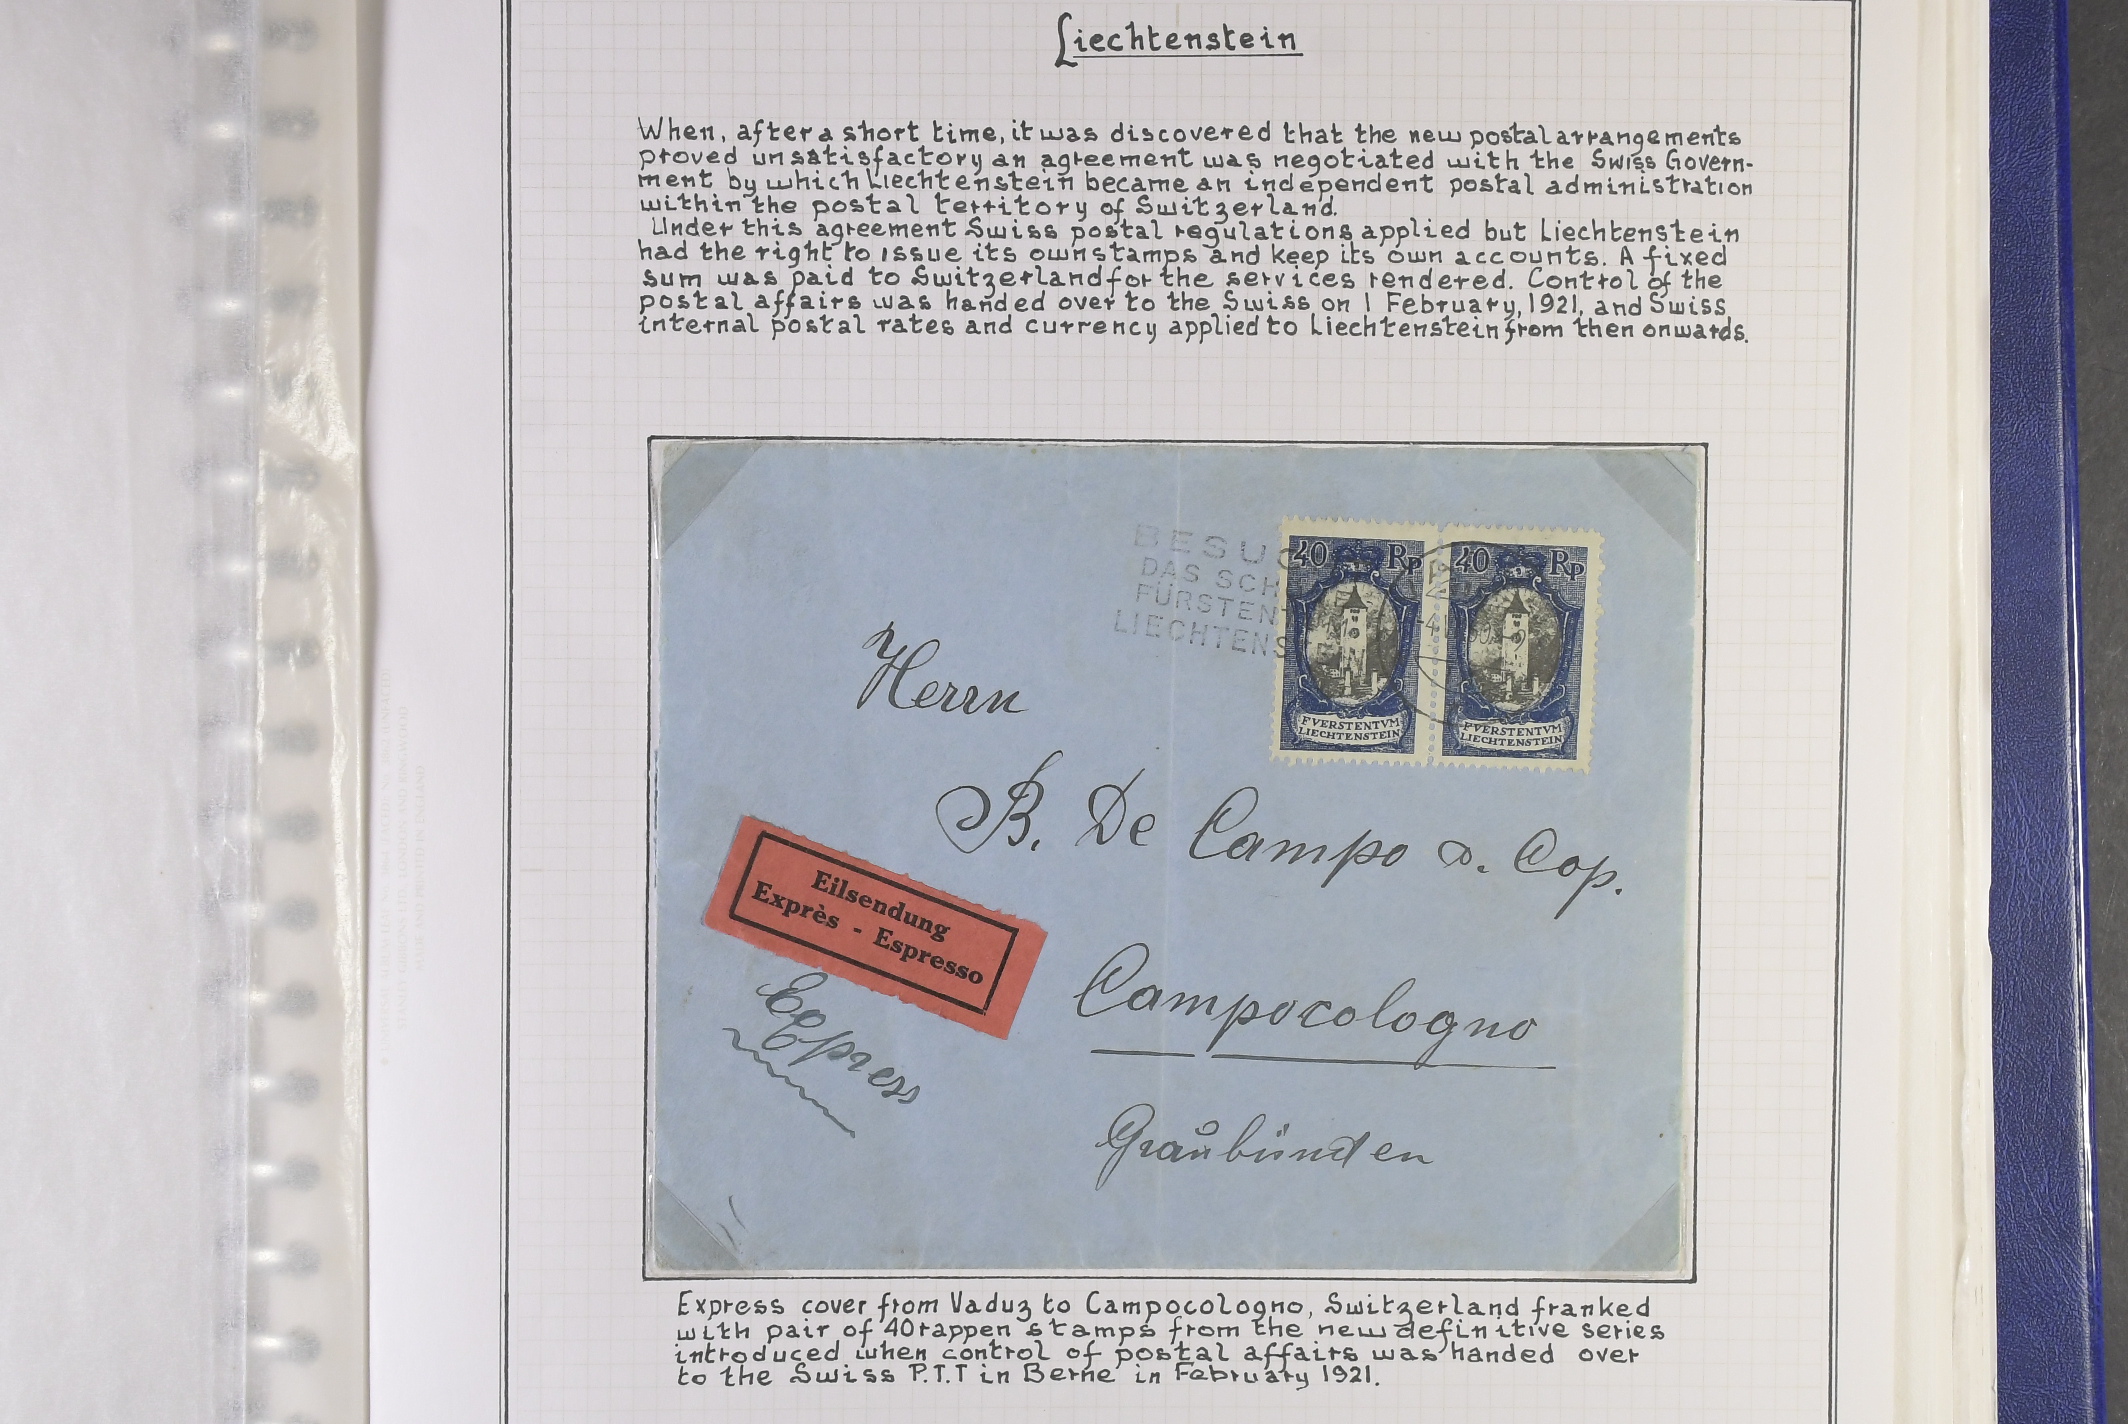 Liechtenstein
When, after a short time, it was discovered that the new postal arrangements
proved unsatisfactory an agreement was negotiated with the Swiss Govern-
ment by which Liechtenstein became an independent postal administration
within the postal territory of Switzerland.
Under this agreement Swiss postal regulations applied but Liechtenstein
had the right to issue its own stamps and keep its own accounts. A fixed
sum was paid to Switzerland for the services rendered. Control of the
postal affairs was handed over to the Swiss on 1 February, 1921, and Swiss
internal postal rates and currency applied to Liechtenstein from then onwards.
BESUC
DAS SCH
FÜRSTENT
LIECHTENSTEIN
40 Rp
FVERSTENTVM
LIECHTENSTEIN
40 Rp
FVERSTENTVM
LIECHTENSTEIN
Herrn
B. De Campo & Cop.
Eilsendung
Exprès - Espresso
Express
Campocologno
Graubünden
Express cover from Vaduz to Campocologno, Switzerland franked
with pair of 40 rappen stamps from the new definitive series
introduced when control of postal affairs was handed over
to the Swiss P.T.T in Berne in February 1921.